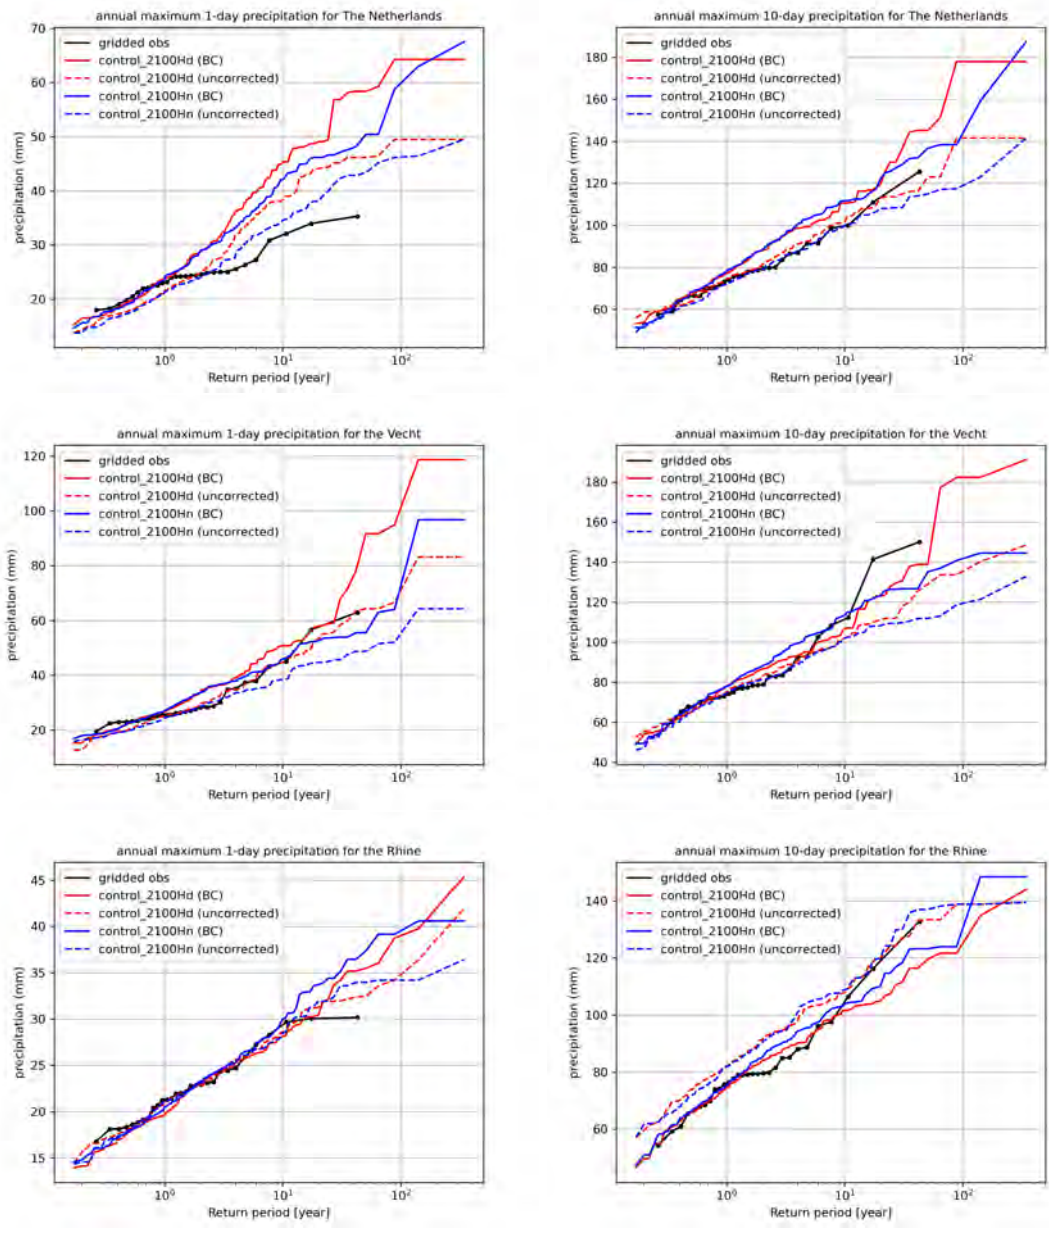 annual maximum 1-day precipitation for The Netherlands
70
60
50
40
30
20
precipitation (mm)
gridded obs
control_2100Hd (BC)
control_2100Hd (uncorrected)
control_2100Hn (BC)
control_2100Hn (uncorrected)
10⁰ 10¹ 10²
Return period [year]
annual maximum 10-day precipitation for The Netherlands
180
160
140
120
100
80
60
precipitation (mm)
gridded obs
control_2100Hd (BC)
control_2100Hd (uncorrected)
control_2100Hn (BC)
control_2100Hn (uncorrected)
10⁰ 10¹ 10²
Return period [year]
annual maximum 1-day precipitation for the Vecht
120
100
80
60
40
20
precipitation (mm)
gridded obs
control_2100Hd (BC)
control_2100Hd (uncorrected)
control_2100Hn (BC)
control_2100Hn (uncorrected)
10⁰ 10¹ 10²
Return period [year]
annual maximum 10-day precipitation for the Vecht
180
160
140
120
100
80
60
40
precipitation (mm)
gridded obs
control_2100Hd (BC)
control_2100Hd (uncorrected)
control_2100Hn (BC)
control_2100Hn (uncorrected)
10⁰ 10¹ 10²
Return period [year]
annual maximum 1-day precipitation for the Rhine
45
40
35
30
25
20
15
precipitation (mm)
gridded obs
control_2100Hd (BC)
control_2100Hd (uncorrected)
control_2100Hn (BC)
control_2100Hn (uncorrected)
10⁰ 10¹ 10²
Return period [year]
annual maximum 10-day precipitation for the Rhine
140
120
100
80
60
precipitation (mm)
gridded obs
control_2100Hd (BC)
control_2100Hd (uncorrected)
control_2100Hn (BC)
control_2100Hn (uncorrected)
10⁰ 10¹ 10²
Return period [year]